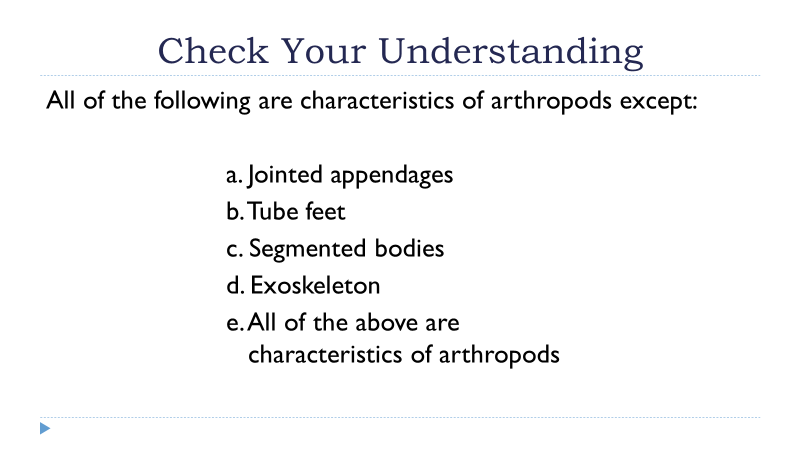 Check Your Understanding
All of the following are characteristics of arthropods except:
a. Jointed appendages
b. Tube feet
c. Segmented bodies
d. Exoskeleton
e. All of the above are
characteristics of arthropods